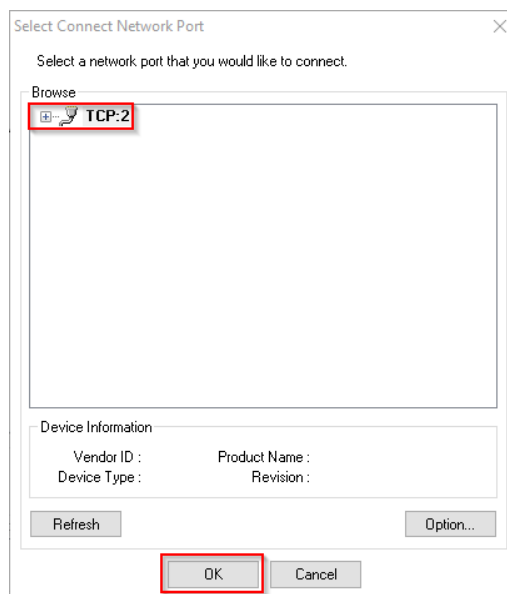 Select Connect Network Port
Select a network port that you would like to connect.
Browse
TCP:2
Device Information
Vendor ID : Product Name :
Device Type : Revision :
Refresh Option...
OK Cancel